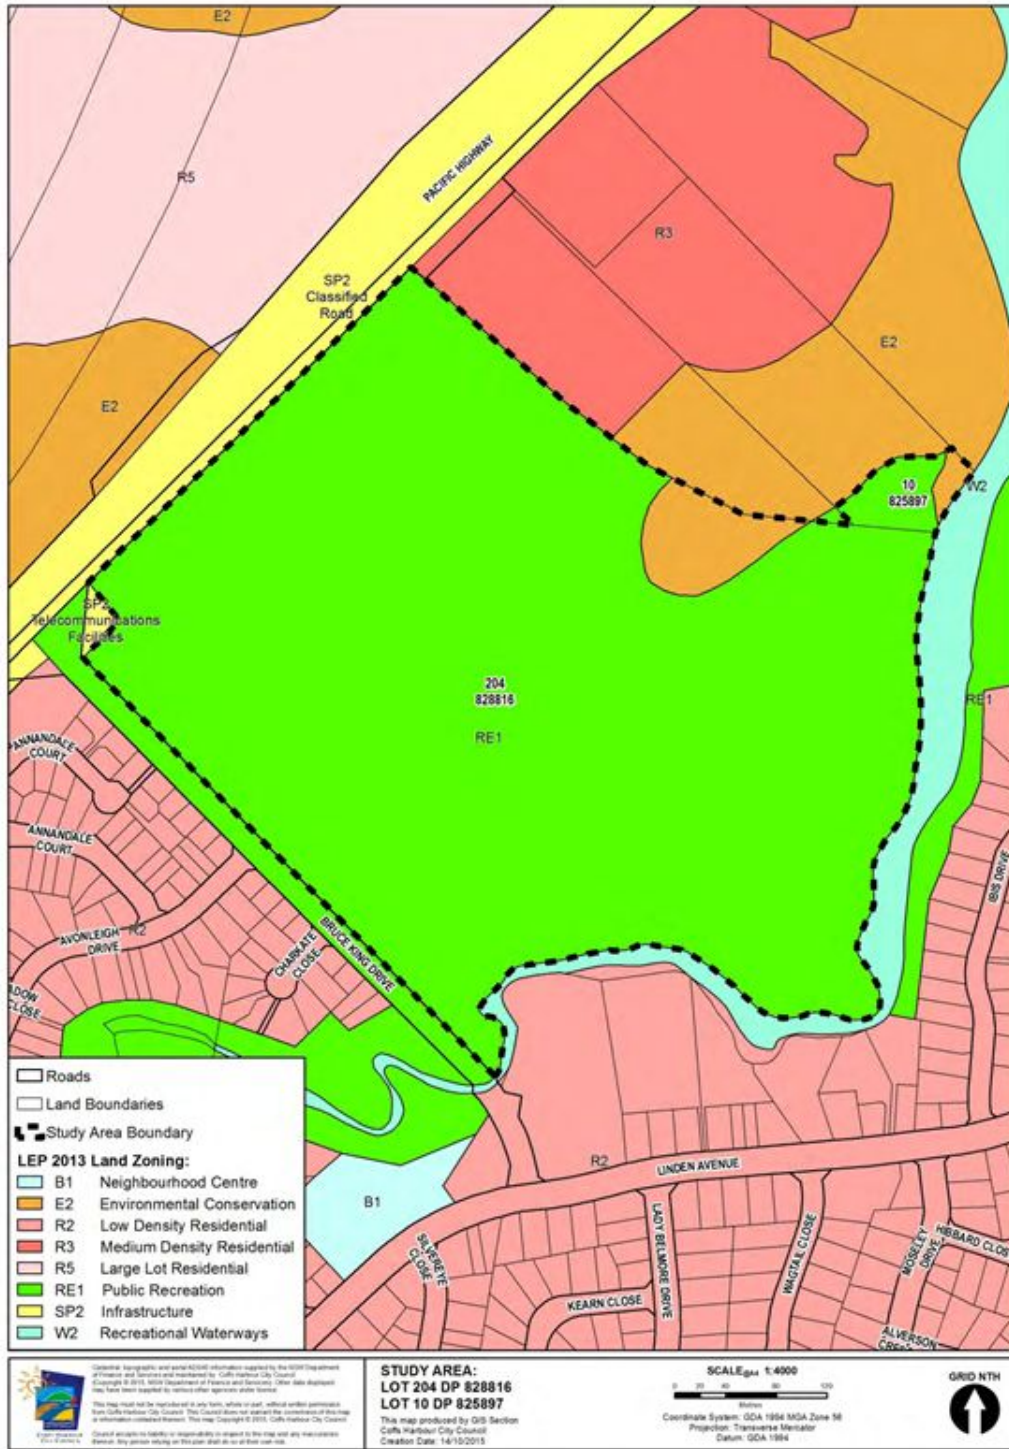 E2
PACIFIC HIGHWAY
R5
R3
SP2
Classified
Road
E2
E2
10
825897
W2
SP2
Telecommunications
Facilities
204
828816
RE1
RE1
ANNANDALE
COURT
ANNANDALE
COURT
IBIS DRIVE
R2
AVONLEIGH
DRIVE
CHARKATE
CLOSE
BRUCE KING DRIVE
ADOW
CLOSE
Roads
Land Boundaries
Study Area Boundary
LEP 2013 Land Zoning:
B1 Neighbourhood Centre
E2 Environmental Conservation
R2 Low Density Residential
R3 Medium Density Residential
R5 Large Lot Residential
RE1 Public Recreation
SP2 Infrastructure
W2 Recreational Waterways
R2
LINDEN AVENUE
B1
SILVEREYE
CLOSE
LADY BELMORE DRIVE
WAGTAIL CLOSE
MOSELEY
DRIVE
HIBBARD CLOS
KEARN CLOSE
ALVERSON
STUDY AREA:
LOT 204 DP 828816
LOT 10 DP 825897
This map produced by GIS Section
Coffs Harbour City Council
Creation Date: 14/10/2015
SCALE@A4 1:4000
Metres
Coordinate System: GDA 1994 MGA Zone 56
Projection: Transverse Mercator
Datum: GDA 1994
GRID NTH